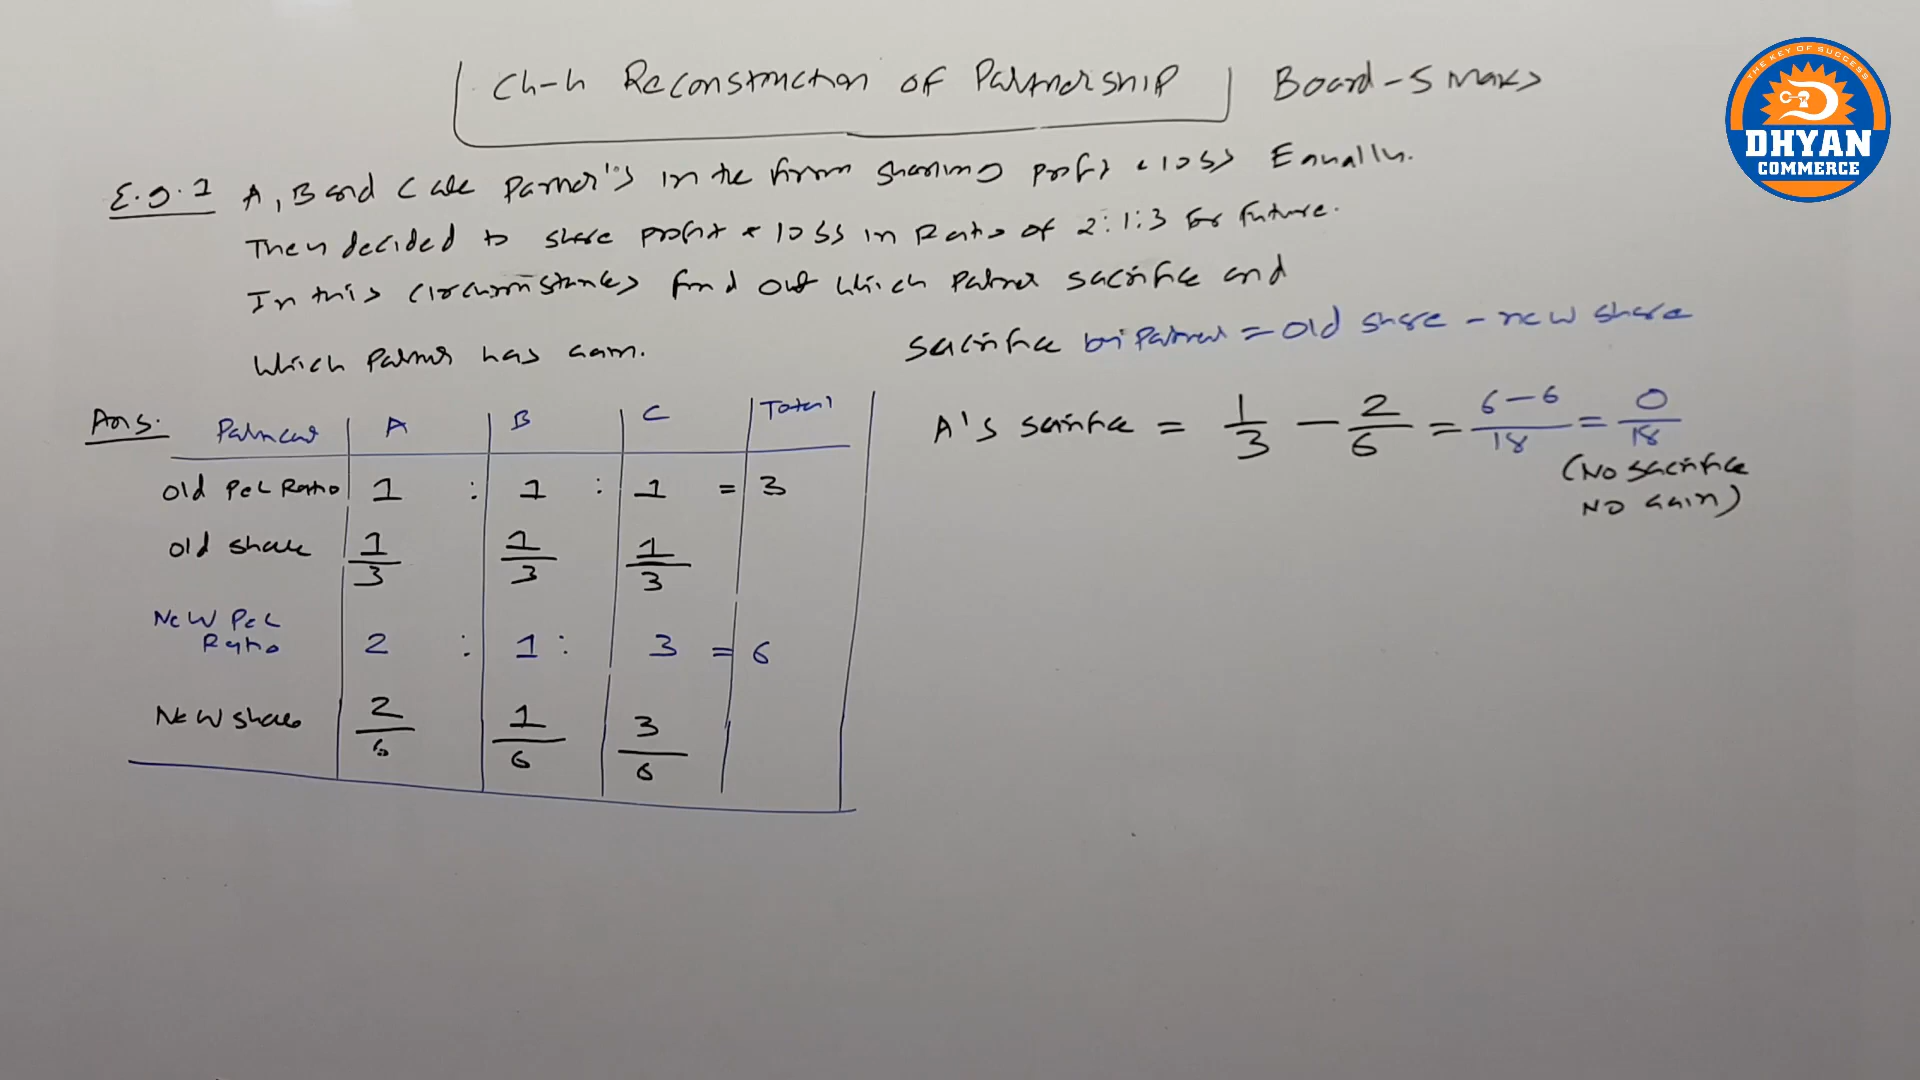 Ch-4 Reconstruction of Partnership Board-5 Marks
THE KEY OF SUCCESS
DHYAN
COMMERCE
E.g.1 A, B and C are Partner's in the firm sharing profit & loss Equally.
They decided to share profit & loss in Ratio of 2:1:3 for future.
In this circumstances find out which Partner sacrifice and
which Partner has gain.
Sacrifice by Partner = Old share - new share
A's sacrifice = 1/3 - 2/6 = 6-6/18 = 0/18
(No sacrifice
No gain)
Ans.
Partner A B C Total
Old P&L Ratio 1 : 1 : 1 = 3
Old share 1/3 1/3 1/3
New P&L
Ratio 2 : 1 : 3 = 6
New share 2/6 1/6 3/6